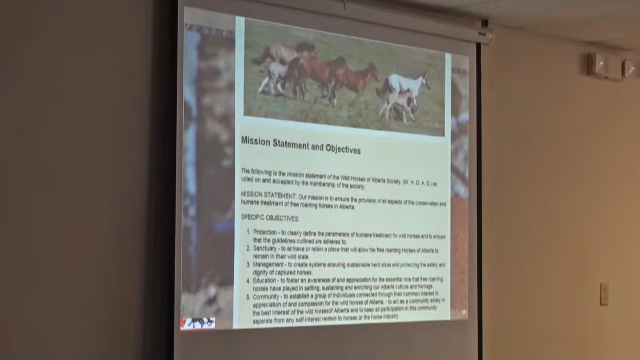 Mission Statement and Objectives
The following is the mission statement of the Wild Horses of Alberta Society, (W. H. O. A. S.) as
voted on and accepted by the membership of the society:
MISSION STATEMENT: Our mission is to ensure the provision of all aspects of the conservation and
humane treatment of free roaming horses in Alberta.
SPECIFIC OBJECTIVES
1. Protection - to clearly define the parameters of humane treatment for wild horses and to ensure
that the guidelines outlined are adhered to.
2. Sanctuary - to achieve or retain a place that will allow the free roaming Horses of Alberta to
remain in their wild state.
3. Management - to create systems ensuring sustainable herd sizes and protecting the safety and
dignity of captured horses.
4. Education - to foster an awareness of and appreciation for the essential role that free roaming
horses have played in settling, sustaining and enriching our Alberta culture and heritage.
5. Community - to establish a group of individuals connected through their common interest in
appreciation of and compassion for the wild horses of Alberta. - to act as a community solely in
the best interest of the wild horses of Alberta and to keep all participation in this community
separate from any self-interest related to horses or the horse industry.